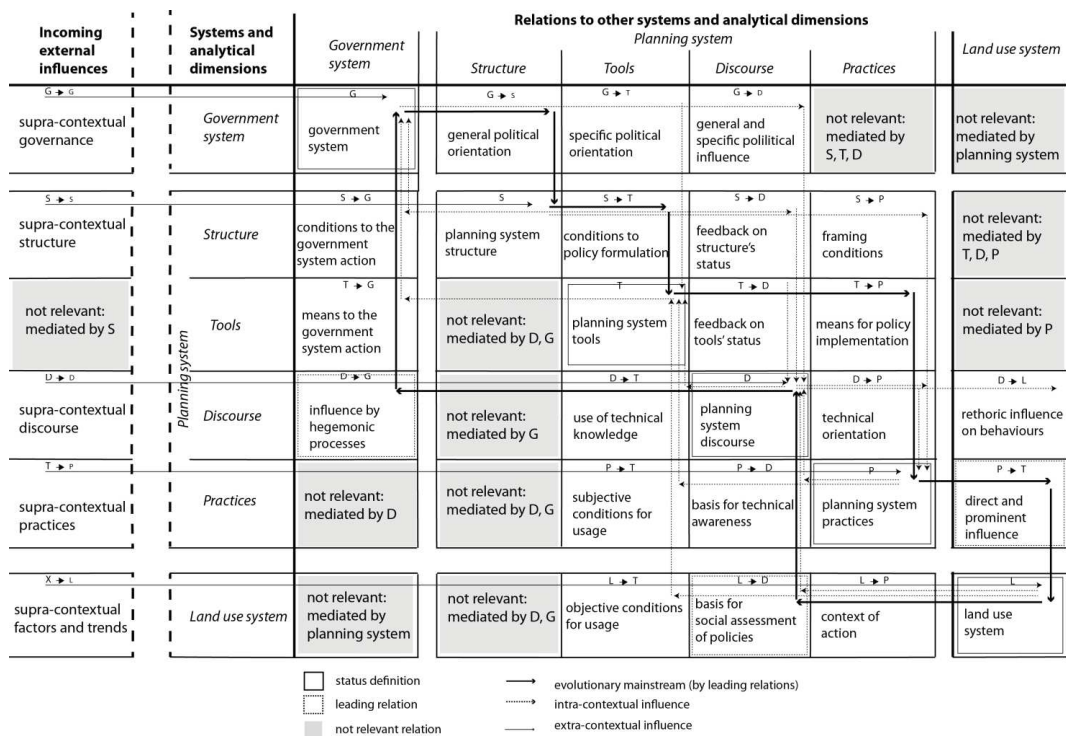 Relations to other systems and analytical dimensions
Incoming
external
influences
Systems and
analytical
dimensions
Government
system
Planning system
Structure
Tools
Discourse
Practices
Land use system
G → G
supra-contextual
governance
Government
system
G
government
system
G → S
general political
orientation
G → T
specific political
orientation
G → D
general and
specific polilitical
influence
not relevant:
mediated by
S, T, D
not relevant:
mediated by
planning system
Planning system
S → S
supra-contextual
structure
Structure
S → G
conditions to the
government
system action
S
planning system
structure
S → T
conditions to
policy formulation
S → D
feedback on
structure's
status
S → P
framing
conditions
not relevant:
mediated by
T, D, P
not relevant:
mediated by S
Tools
T → G
means to the
government
system action
not relevant:
mediated by D, G
T
planning system
tools
T → D
feedback on
tools' status
T → P
means for policy
implementation
not relevant:
mediated by P
D → D
supra-contextual
discourse
Discourse
D → G
influence by
hegemonic
processes
not relevant:
mediated by G
D → T
use of technical
knowledge
D
planning
system
discourse
D → P
technical
orientation
D → L
rethoric influence
on behaviours
T → P
supra-contextual
practices
Practices
not relevant:
mediated by D
not relevant:
mediated by D, G
P → T
subjective
conditions for
usage
P → D
basis for technical
awareness
P
planning system
practices
P → T
direct and
prominent
influence
X → L
supra-contextual
factors and trends
Land use system
not relevant:
mediated by
planning system
not relevant:
mediated by D, G
L → T
objective conditions
for usage
L → D
basis for
social assessment
of policies
L → P
context of
action
L
land use
system
status definition
leading relation
not relevant relation
evolutionary mainstream (by leading relations)
intra-contextual influence
extra-contextual influence